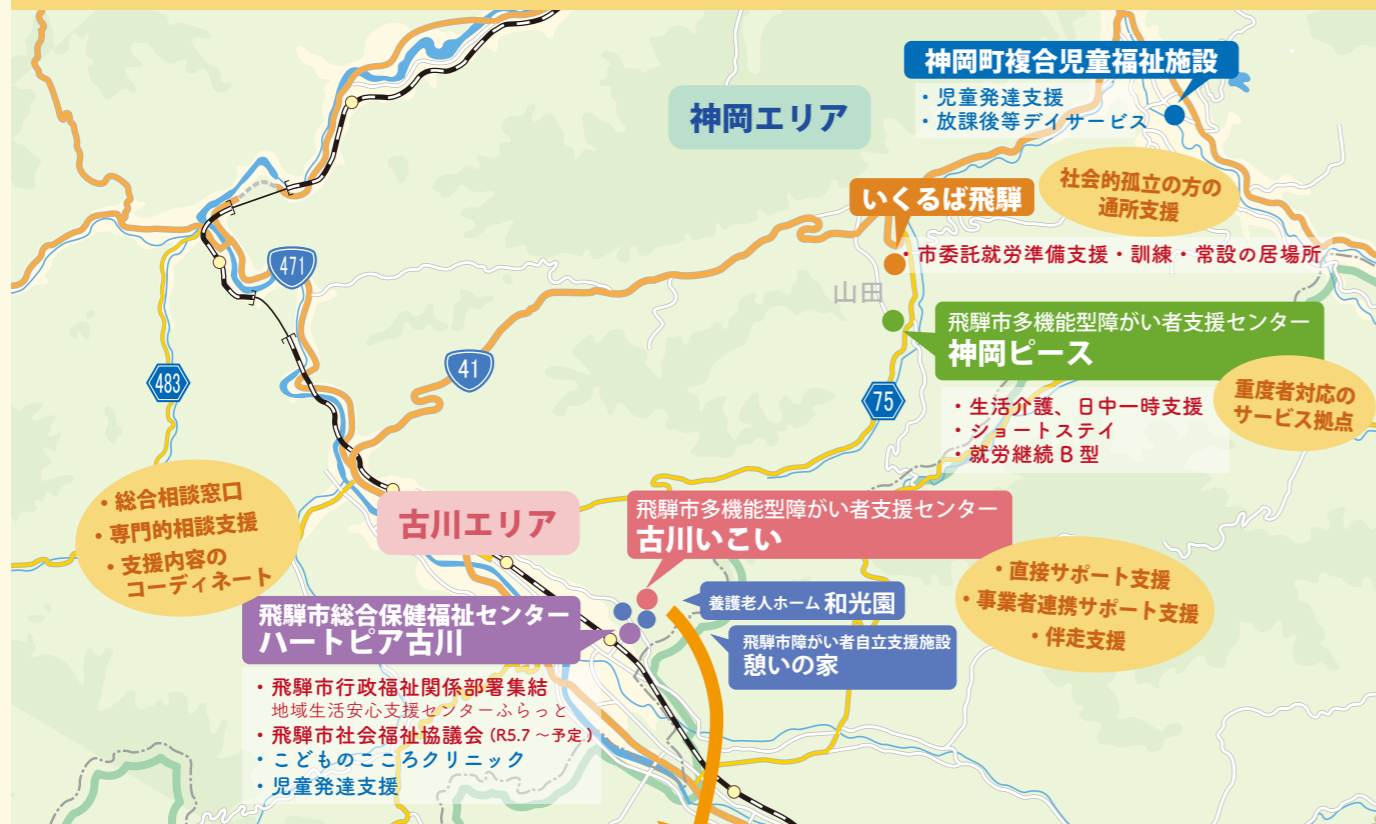 神岡町複合児童福祉施設
・児童発達支援
・放課後等デイサービス
神岡エリア
いくるば飛騨
社会的孤立の方の
通所支援
・市委託就労準備支援・訓練・常設の居場所
471
山田
飛騨市多機能型障がい者支援センター
神岡ピース
41
483
75
・生活介護、日中一時支援
・ショートステイ
・就労継続 B 型
重度者対応の
サービス拠点
・総合相談窓口
・専門的相談支援
・支援内容の
コーディネート
古川エリア
飛騨市多機能型障がい者支援センター
古川いこい
・直接サポート支援
・事業者連携サポート支援
・伴走支援
養護老人ホーム 和光園
飛騨市障がい者自立支援施設
憩いの家
飛騨市総合保健福祉センター
ハートピア古川
・飛騨市行政福祉関係部署集結
地域生活安心支援センターふらっと
・飛騨市社会福祉協議会 (R5.7 ～予定)
・こどものこころクリニック
・児童発達支援